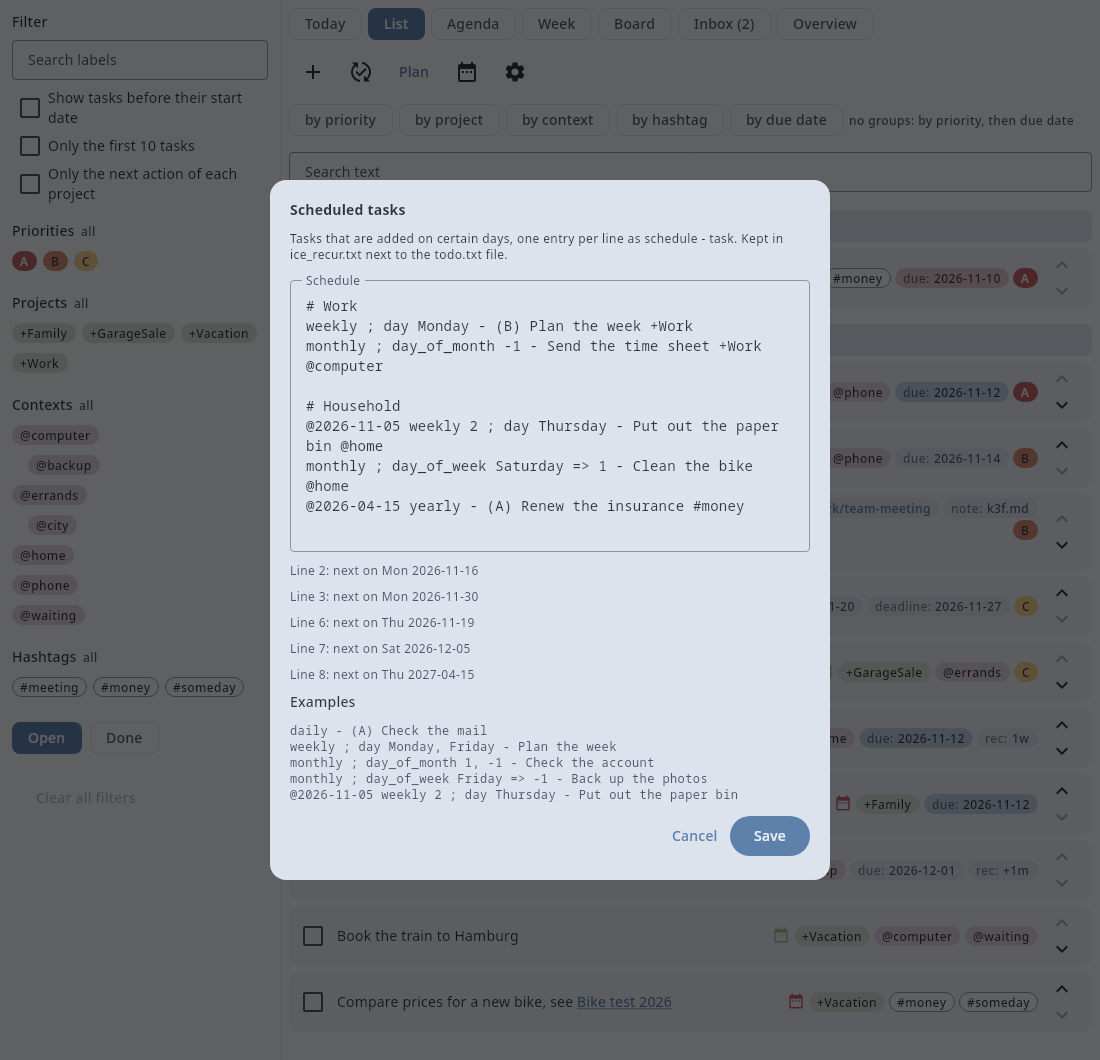 Filter
Search labels
Show tasks before their start
date
Only the first 10 tasks
Only the next action of each
project
Priorities all
A B C
Projects all
+Family +GarageSale +Vacation
+Work
Contexts all
@computer
@backup
@errands
@city
@home
@phone
@waiting
Hashtags all
#meeting #money #someday
Open Done
Clear all filters
Today List Agenda Week Board Inbox (2) Overview
Plan
by priority by project by context by hashtag by due date no groups: by priority, then due date
Search text
#money due: 2026-11-10 A
@phone due: 2026-11-12 A
@phone due: 2026-11-14 B
/team-meeting note: k3f.md
B
deadline: 2026-11-27 C
+GarageSale @errands C
due: 2026-11-12 rec: 1w
+Family due: 2026-11-12
due: 2026-12-01 rec: +1m
Book the train to Hamburg +Vacation @computer @waiting
Compare prices for a new bike, see Bike test 2026 +Vacation #money #someday
Scheduled tasks
Tasks that are added on certain days, one entry per line as schedule - task. Kept in
ice_recur.txt next to the todo.txt file.
Schedule
# Work
weekly ; day Monday - (B) Plan the week +Work
monthly ; day_of_month -1 - Send the time sheet +Work
@computer
# Household
@2026-11-05 weekly 2 ; day Thursday - Put out the paper
bin @home
monthly ; day_of_week Saturday => 1 - Clean the bike
@home
@2026-04-15 yearly - (A) Renew the insurance #money
Line 2: next on Mon 2026-11-16
Line 3: next on Mon 2026-11-30
Line 6: next on Thu 2026-11-19
Line 7: next on Sat 2026-12-05
Line 8: next on Thu 2027-04-15
Examples
daily - (A) Check the mail
weekly ; day Monday, Friday - Plan the week
monthly ; day_of_month 1, -1 - Check the account
monthly ; day_of_week Friday => -1 - Back up the photos
@2026-11-05 weekly 2 ; day Thursday - Put out the paper bin
Cancel Save